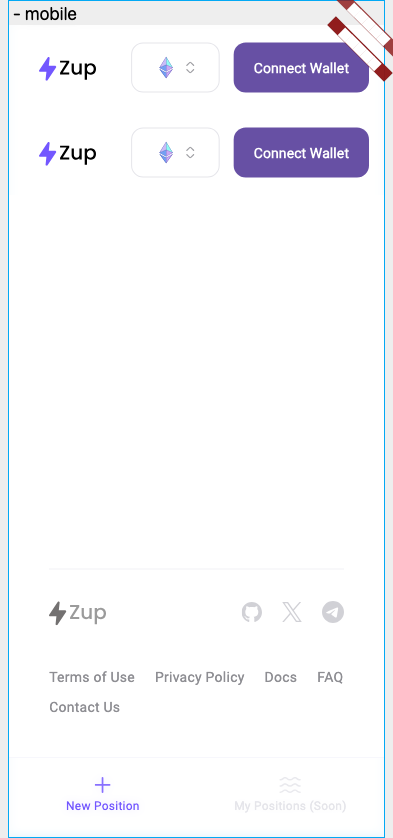 - mobile
Zup
Connect Wallet
Zup
Connect Wallet
Zup
Terms of Use Privacy Policy Docs FAQ
Contact Us
New Position My Positions (Soon)